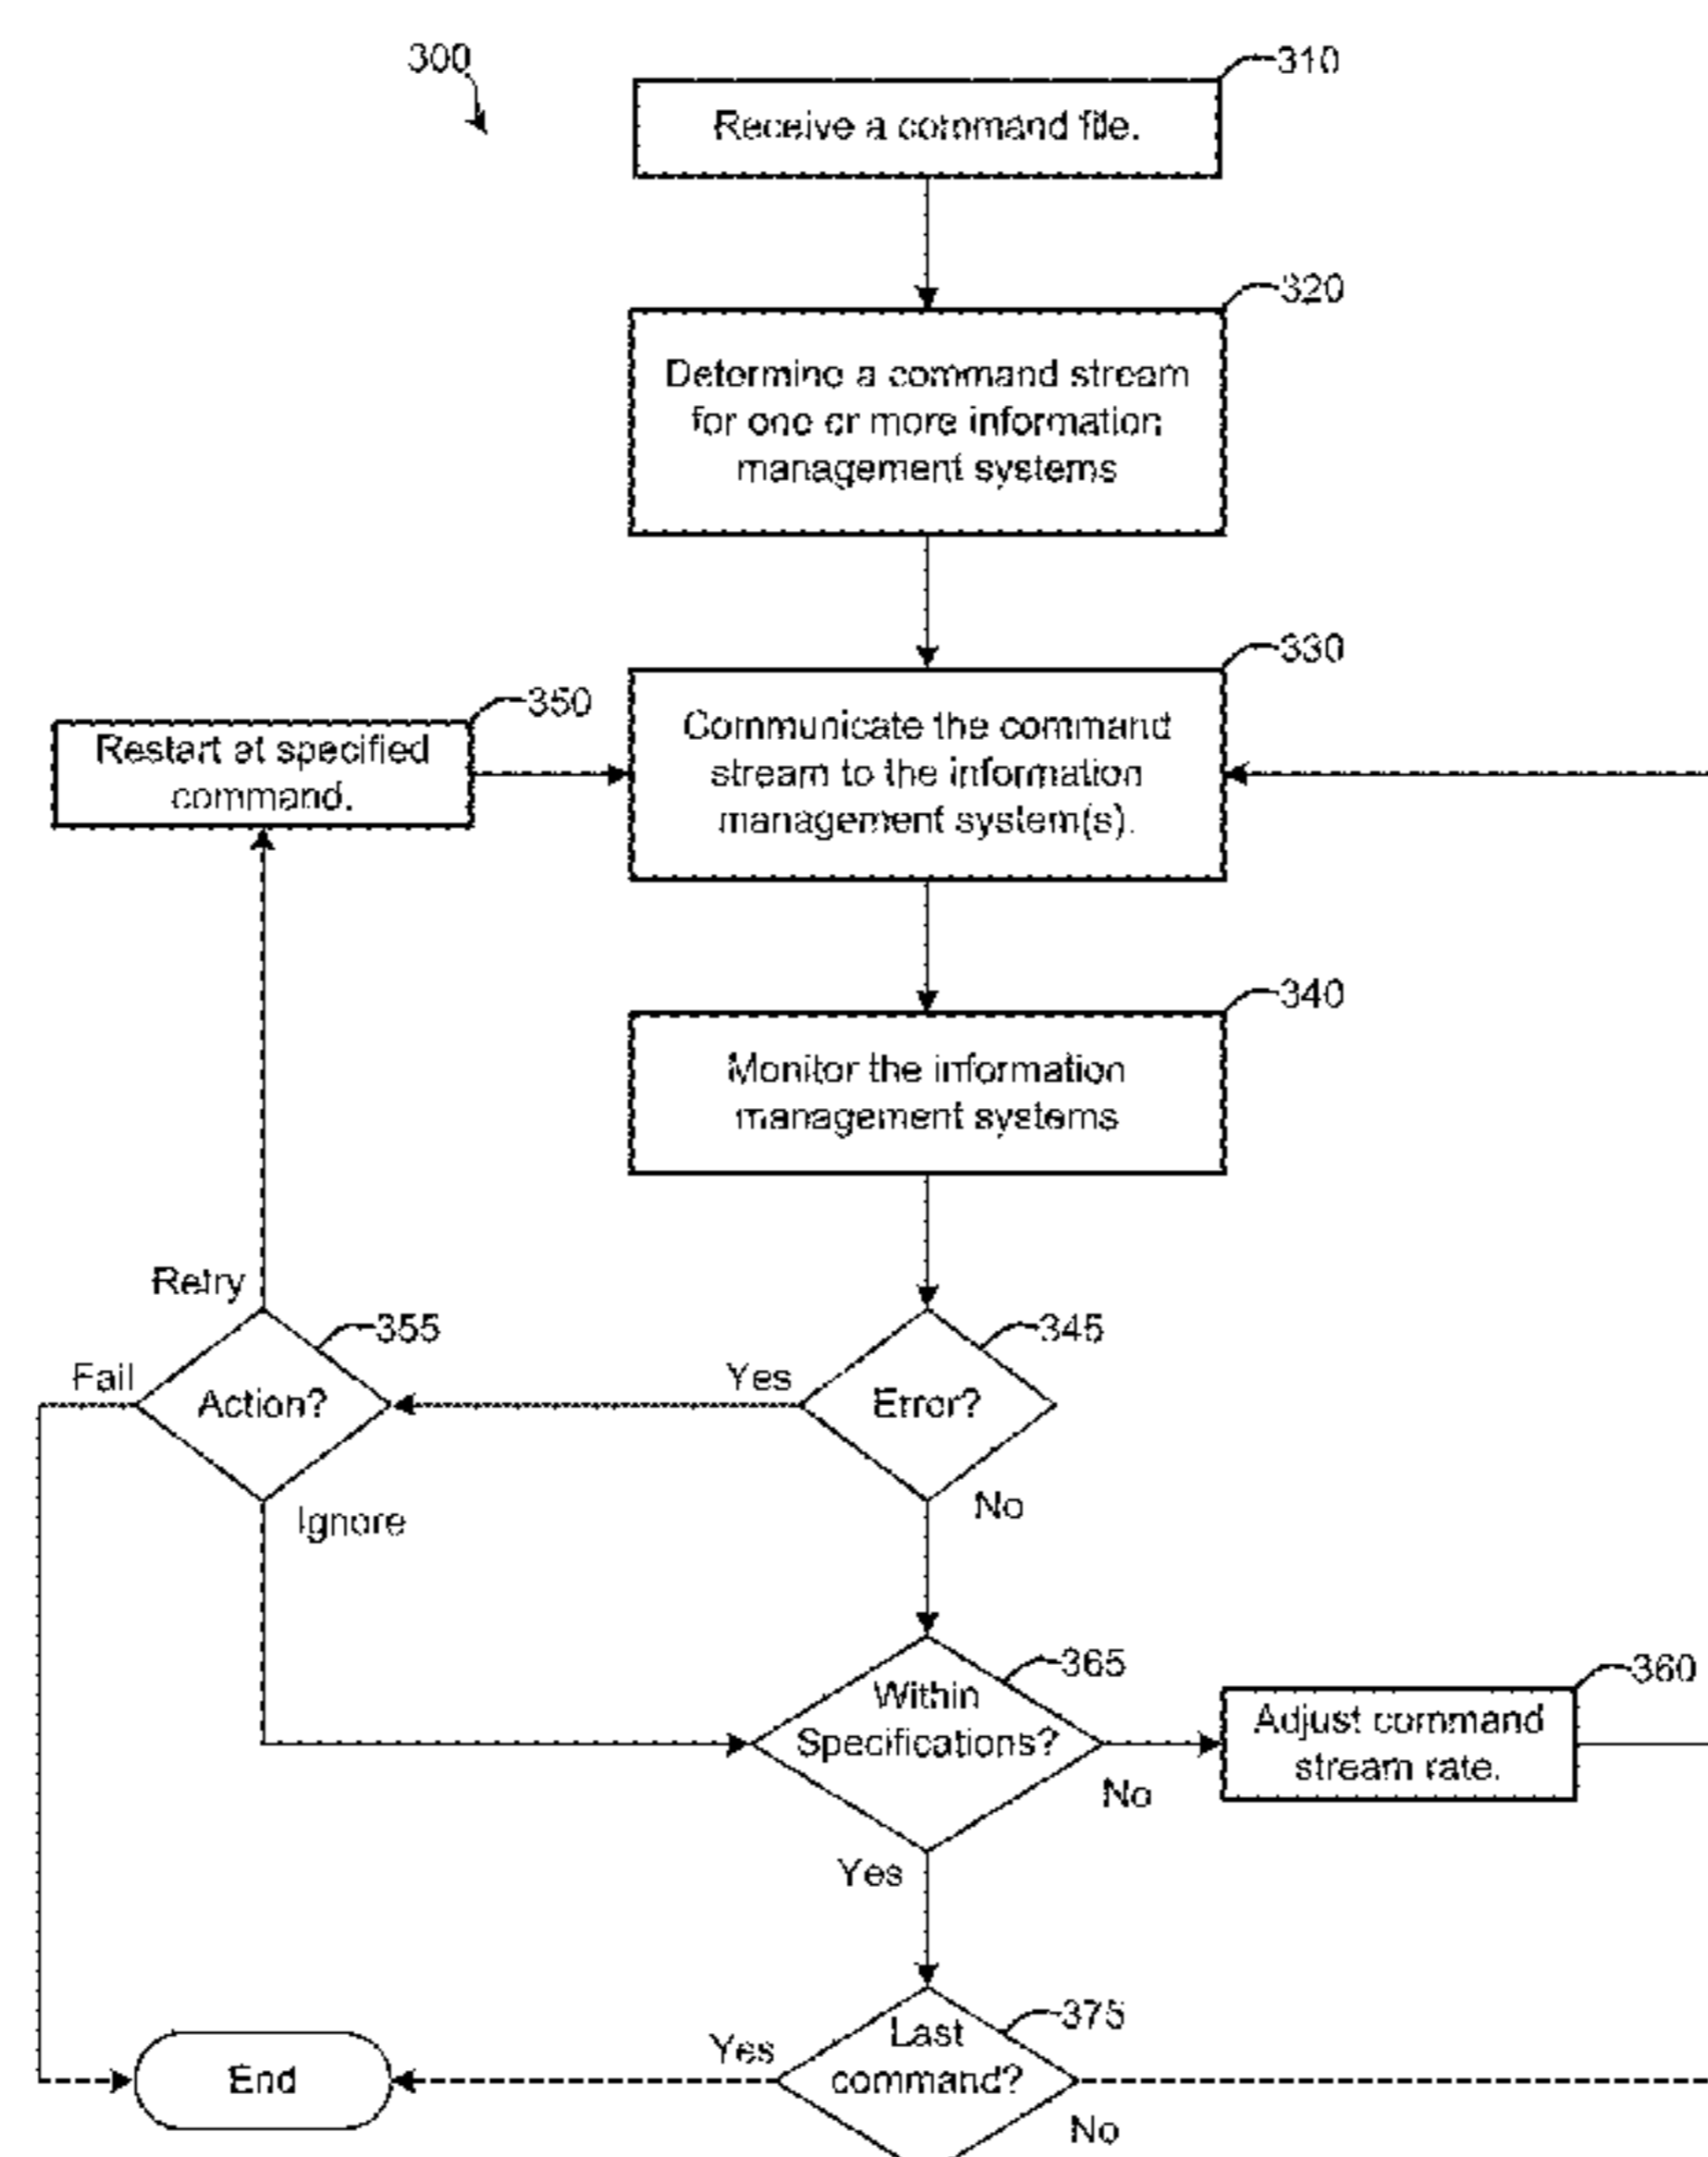 300
310
Receive a command file.
320
Determine a command stream
for one or more information
management systems
330
350
Communicate the command
stream to the information
management system(s).
Restart at specified
command.
340
Monitor the information
management systems
Retry
355
345
Fail
Action?
Yes
Error?
Ignore
No
365
360
Within
Specifications?
Adjust command
stream rate.
No
Yes
375
Last
command?
Yes
End
No